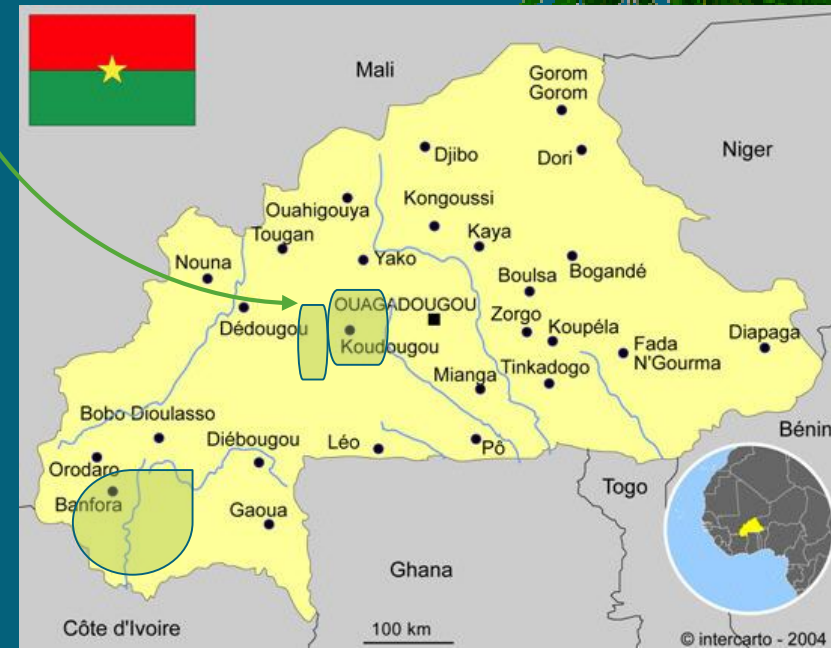 Mali
Gorom
Gorom
Niger
Djibo
Dori
Ouahigouya
Kongoussi
Tougan
Kaya
Nouna
Yako
Boulsa
Bogandé
OUAGADOUGOU
Zorgo
Dédougou
Koupéla
Koudougou
Fada
N'Gourma
Diapaga
Mianga
Tinkadogo
Bobo Dioulasso
Diébougou
Léo
Pô
Bénin
Orodaro
Banfora
Gaoua
Togo
Ghana
Côte d'Ivoire
100 km
© intercarto - 2004